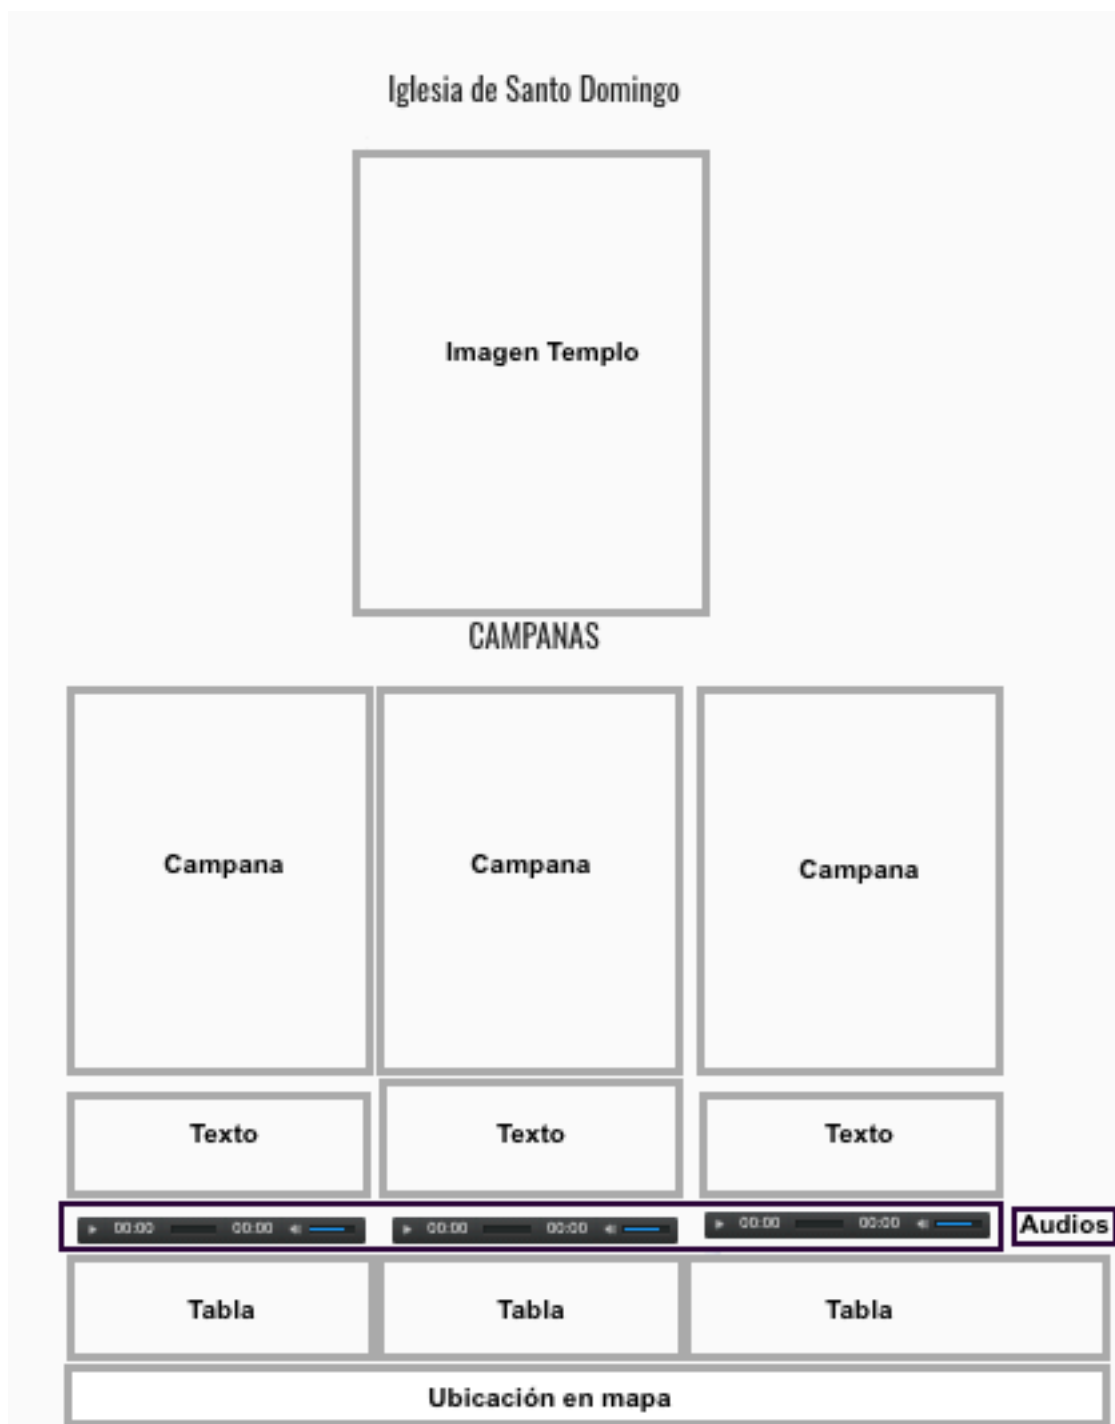 Iglesia de Santo Domingo
Imagen Templo
CAMPANAS
Campana Campana Campana
Texto Texto Texto
00:00 00:00 00:00 00:00 00:00 00:00 Audios
Tabla Tabla Tabla
Ubicación en mapa